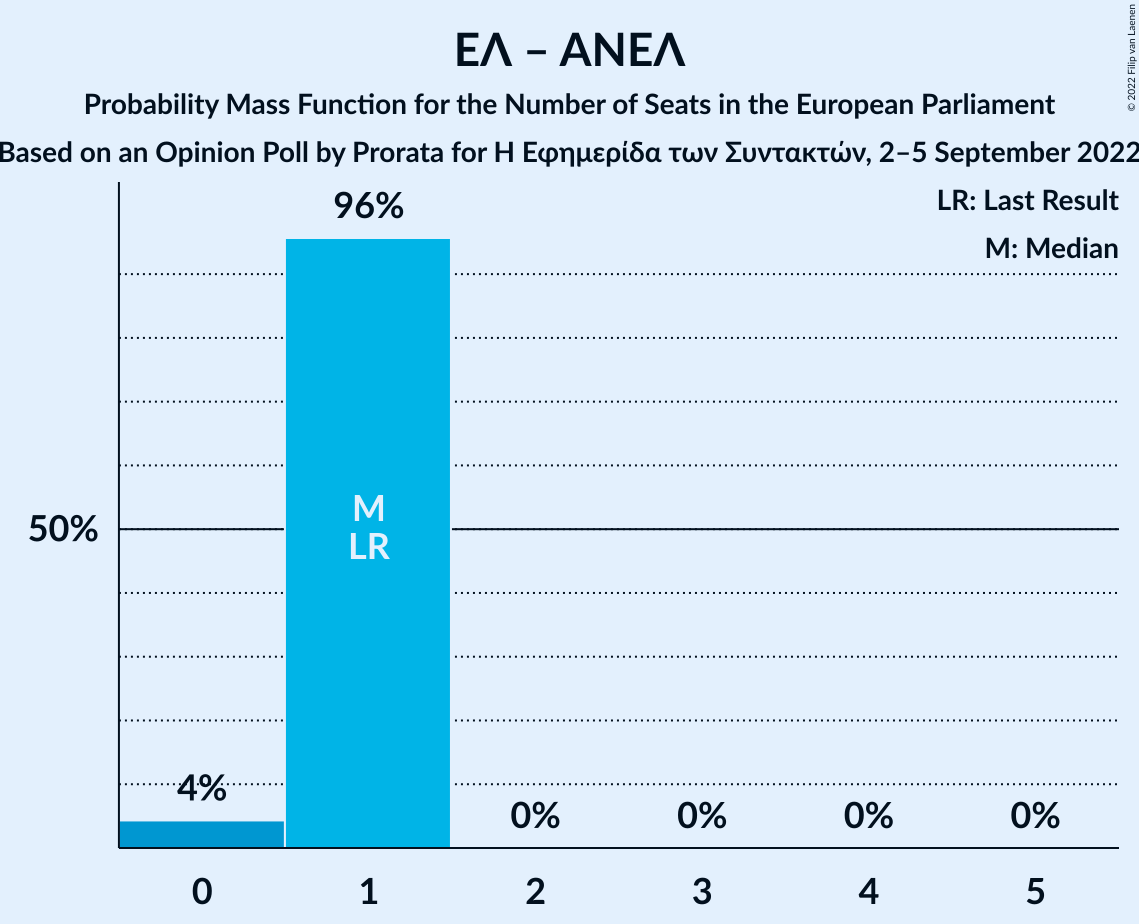 ΕΛ – ΑΝΕΛ
Probability Mass Function for the Number of Seats in the European Parliament
Based on an Opinion Poll by Prorata for Η Εφημερίδα των Συντακτών, 2–5 September 2022
© 2022 Filip van Laenen
LR: Last Result
M: Median
96%
50%
M
LR
4%
0%
0%
0%
0%
0
1
2
3
4
5